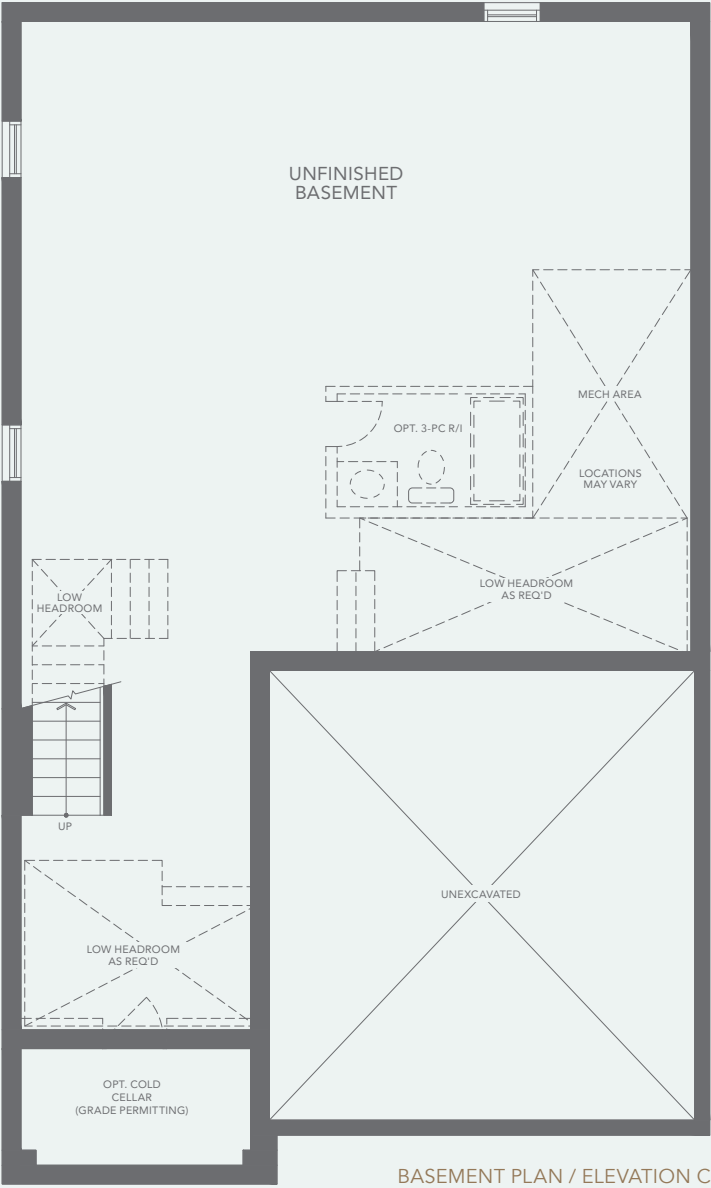 UNFINISHED
BASEMENT
MECH AREA
OPT. 3-PC R/I
LOCATIONS
MAY VARY
LOW HEADROOM
AS REQ'D
LOW
HEADROOM
UP
UNEXCAVATED
LOW HEADROOM
AS REQ'D
OPT. COLD
CELLAR
(GRADE PERMITTING)
BASEMENT PLAN / ELEVATION C